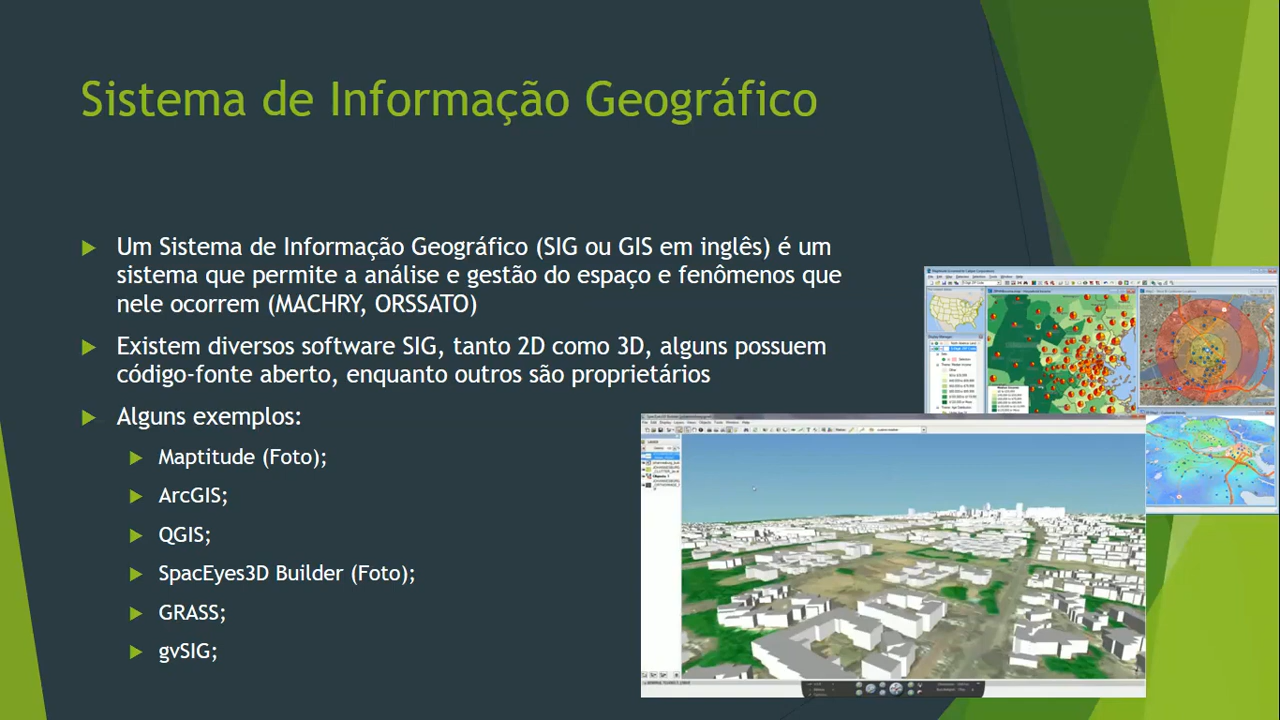 Sistema de Informação Geográfico
Um Sistema de Informação Geográfico (SIG ou GIS em inglês) é um
sistema que permite a análise e gestão do espaço e fenômenos que
nele ocorrem (MACHRY, ORSSATO)
Existem diversos software SIG, tanto 2D como 3D, alguns possuem
código-fonte aberto, enquanto outros são proprietários
Alguns exemplos:
Maptitude (Foto);
ArcGIS;
QGIS;
SpacEyes3D Builder (Foto);
GRASS;
gvSIG;